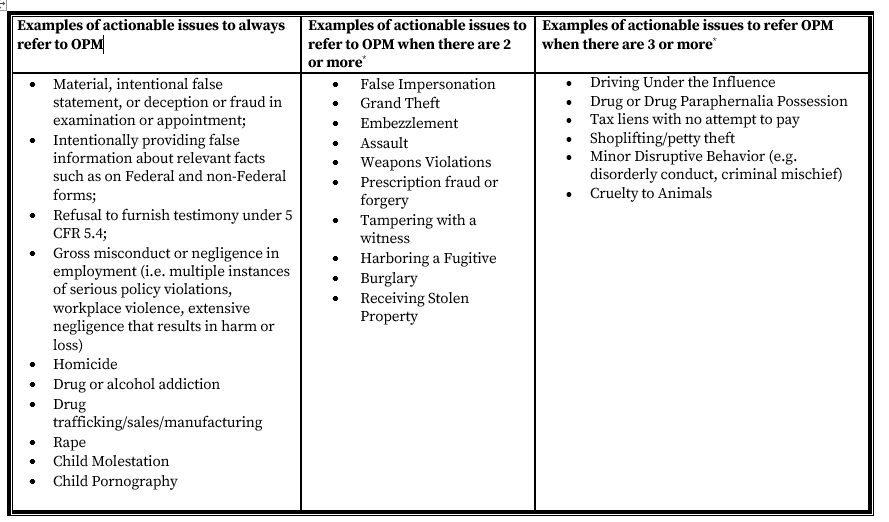 Examples of actionable issues to always
refer to OPM
Material, intentional false
statement, or deception or fraud in
examination or appointment;
Intentionally providing false
information about relevant facts
such as on Federal and non-Federal
forms;
Refusal to furnish testimony under 5
CFR 5.4;
Gross misconduct or negligence in
employment (i.e. multiple instances
of serious policy violations,
workplace violence, extensive
negligence that results in harm or
loss)
Homicide
Drug or alcohol addiction
Drug
trafficking/sales/manufacturing
Rape
Child Molestation
Child Pornography
Examples of actionable issues to
refer to OPM when there are 2
or more*
False Impersonation
Grand Theft
Embezzlement
Assault
Weapons Violations
Prescription fraud or
forgery
Tampering with a
witness
Harboring a Fugitive
Burglary
Receiving Stolen
Property
Examples of actionable issues to refer OPM
when there are 3 or more*
Driving Under the Influence
Drug or Drug Paraphernalia Possession
Tax liens with no attempt to pay
Shoplifting/petty theft
Minor Disruptive Behavior (e.g.
disorderly conduct, criminal mischief)
Cruelty to Animals